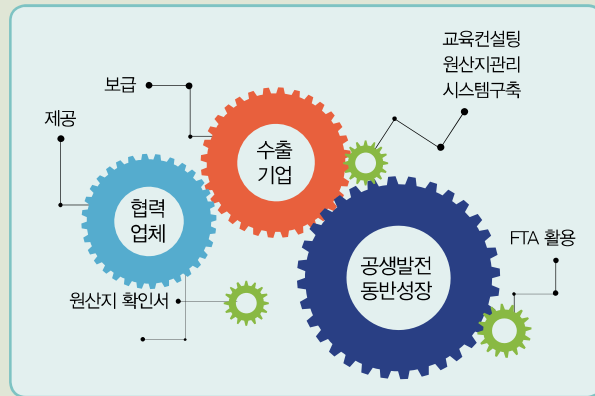 교육컨설팅
원산지관리
시스템구축
보급
제공
수출
기업
협력
업체
FTA 활용
공생발전
동반성장
원산지 확인서